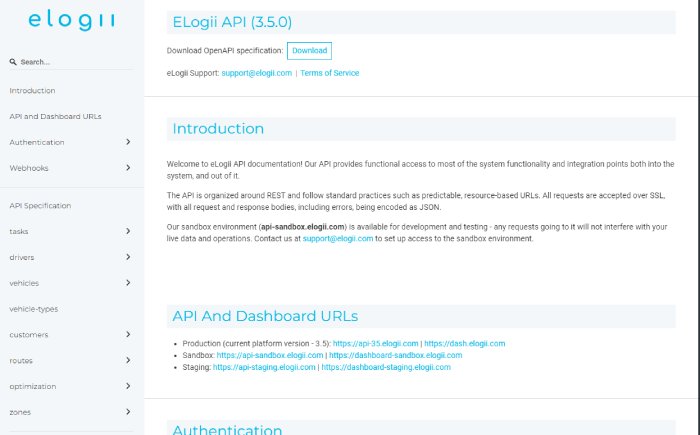 elogii
Search...
Introduction
API and Dashboard URLs
Authentication
Webhooks
API Specification
tasks
drivers
vehicles
vehicle-types
customers
routes
optimization
zones
ELogii API (3.5.0)
Download OpenAPI specification: Download
eLogii Support: support@elogii.com | Terms of Service
Introduction
Welcome to eLogii API documentation! Our API provides functional access to most of the system functionality and integration points both into the
system, and out of it.
The API is organized around REST and follow standard practices such as predictable, resource-based URLs. All requests are accepted over SSL,
with all request and response bodies, including errors, being encoded as JSON.
Our sandbox environment (api-sandbox.elogii.com) is available for development and testing - any requests going to it will not interfere with your
live data and operations. Contact us at support@elogii.com to set up access to the sandbox environment.
API And Dashboard URLs
Production (current platform version - 3.5): https://api-35.elogii.com | https://dash.elogii.com
Sandbox: https://api-sandbox.elogii.com | https://dashboard-sandbox.elogii.com
Staging: https://api-staging.elogii.com | https://dashboard-staging.elogii.com
Authentication